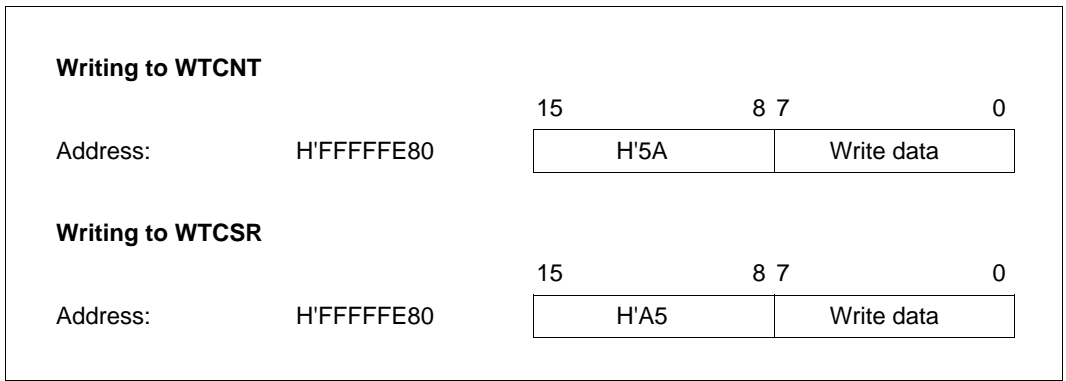 Writing to WTCNT
15 8 7 0
Address: H'FFFFFE80 H'5A Write data
Writing to WTCSR
15 8 7 0
Address: H'FFFFFE80 H'A5 Write data